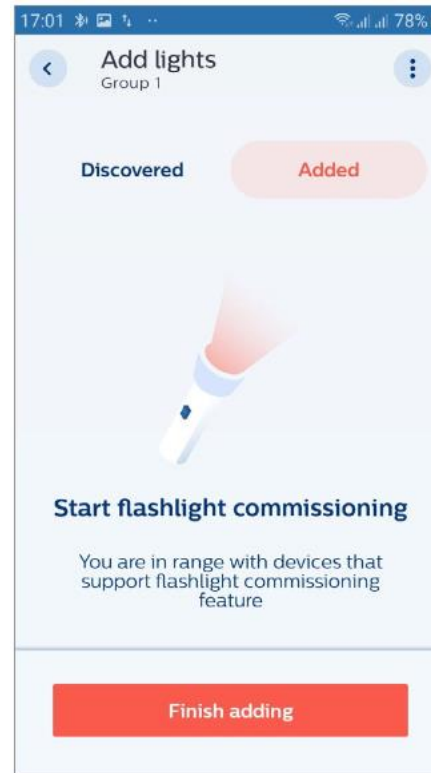 17:01 78%
Add lights
Group 1
Discovered Added
Start flashlight commissioning
You are in range with devices that
support flashlight commissioning
feature
Finish adding